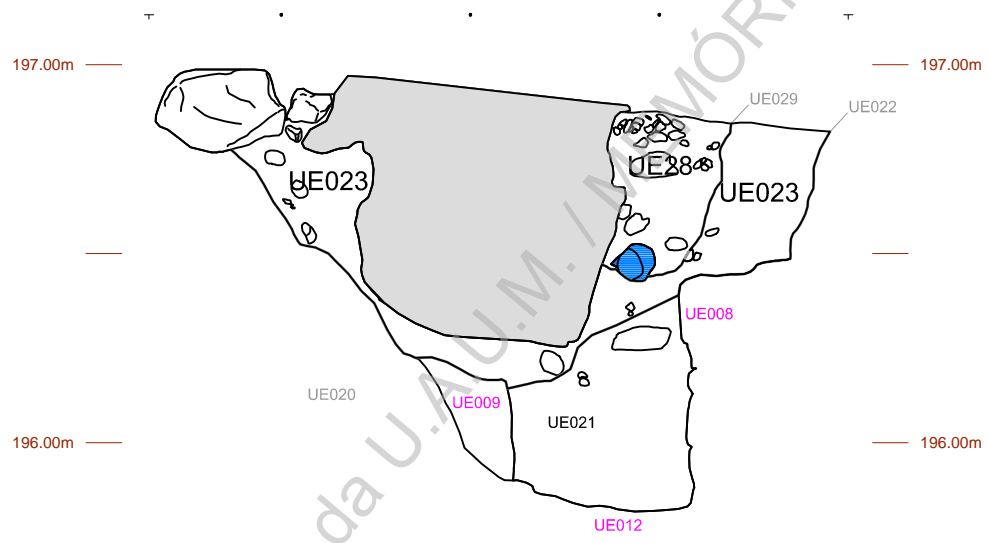 197.00m
197.00m
UE029
UE022
UE28
UE023
UE023
UE008
UE020
UE009
UE021
196.00m
196.00m
UE012
da U.A.U.M. / MEMÓRI